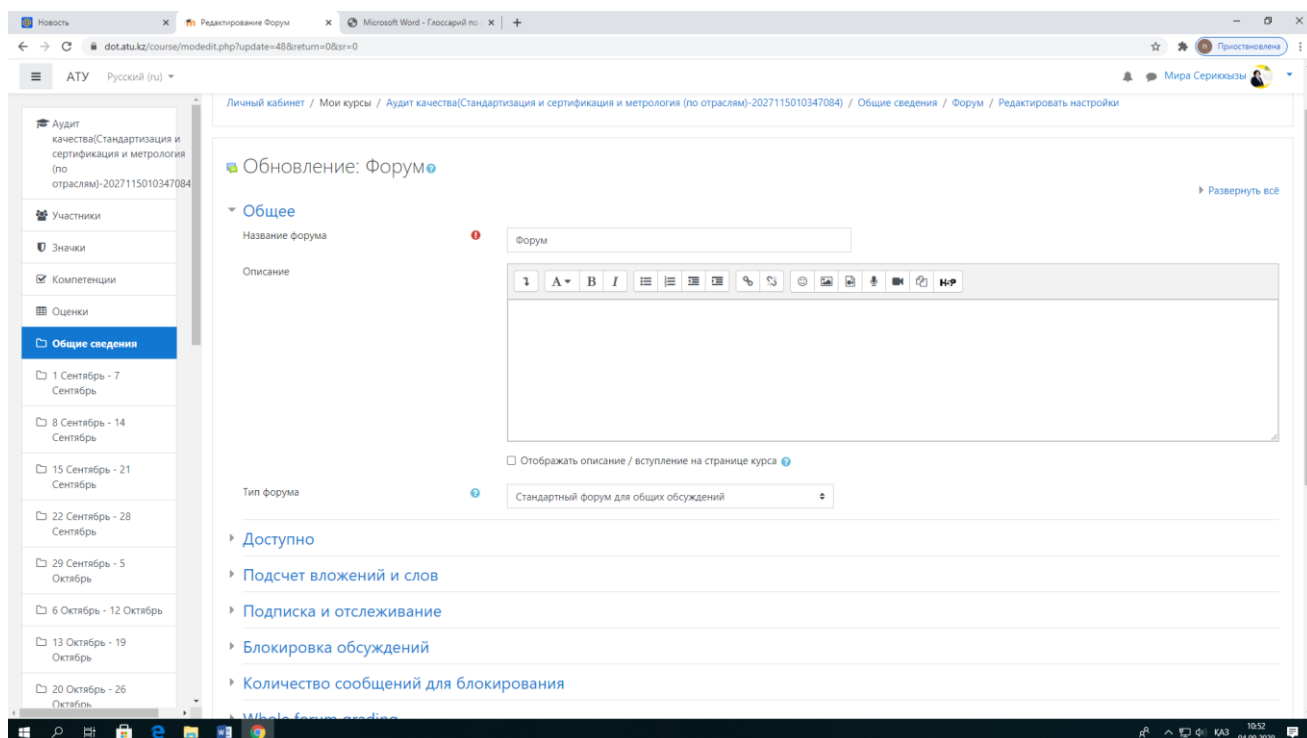 Новость
Редактирование Форум
Microsoft Word - Глоссарий по
dot.atu.kz/course/modedit.php?update=48&return=0&sr=0
п
Приостановлена
АТУ
Русский (ru)
Мира Сериккызы
Личный кабинет / Мои курсы / Аудит качества(Стандартизация и сертификация и метрология (по отраслям)-2027115010347084) / Общие сведения / Форум / Редактировать настройки
Аудит
качества(Стандартизация и
сертификация и метрология
(по
отраслям)-2027115010347084
Участники
Значки
Компетенции
Оценки
Общие сведения
1 Сентябрь - 7
Сентябрь
8 Сентябрь - 14
Сентябрь
15 Сентябрь - 21
Сентябрь
22 Сентябрь - 28
Сентябрь
29 Сентябрь - 5
Октябрь
6 Октябрь - 12 Октябрь
13 Октябрь - 19
Октябрь
20 Октябрь - 26
Октябрь
Обновление: Форум
Развернуть всё
Общее
Название форума
Форум
Описание
A B I H5P
Отображать описание / вступление на странице курса
Тип форума
Стандартный форум для общих обсуждений
Доступно
Подсчет вложений и слов
Подписка и отслеживание
Блокировка обсуждений
Количество сообщений для блокирования
Whole forum grading
ҚАЗ
10:52
04.09.2020